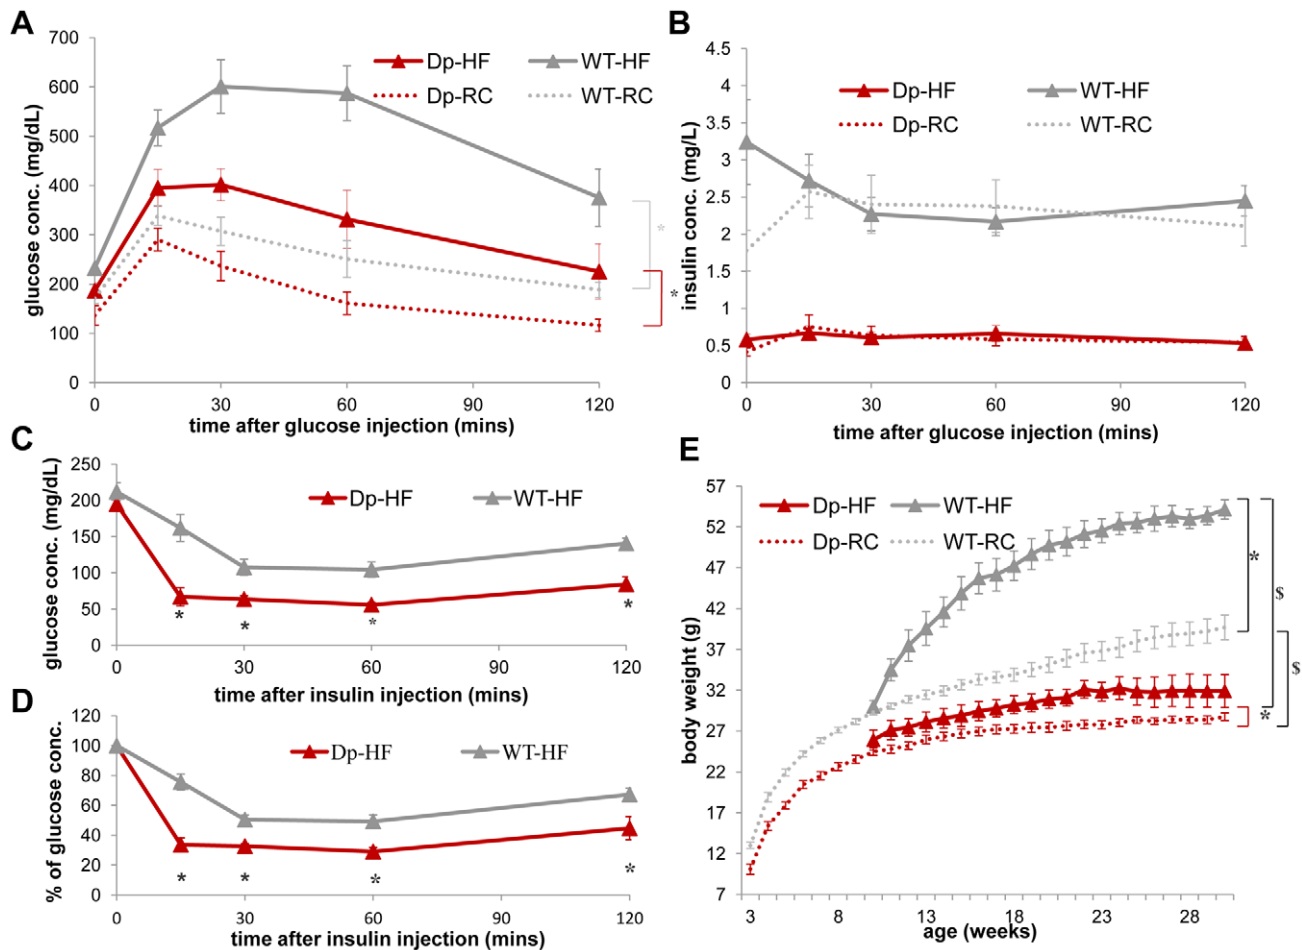 A
glucose conc. (mg/dL)
700
600
500
400
300
200
100
0
0 30 60 90 120
time after glucose injection (mins)
Dp-HF WT-HF
Dp-RC WT-RC
*
*
B
insulin conc. (mg/L)
4.5
4
3.5
3
2.5
2
1.5
1
0.5
0
0 30 60 90 120
time after glucose injection (mins)
Dp-HF WT-HF
Dp-RC WT-RC
C
glucose conc. (mg/dL)
250
200
150
100
50
0
0 30 60 90 120
time after insulin injection (mins)
Dp-HF WT-HF
* * * *
D
% of glucose conc.
120
100
80
60
40
20
0
0 30 60 90 120
time after insulin injection (mins)
Dp-HF WT-HF
* * * *
E
body weight (g)
57
52
47
42
37
32
27
22
17
12
7
3 8 13 18 23 28
age (weeks)
Dp-HF WT-HF
Dp-RC WT-RC
*
$
$
*